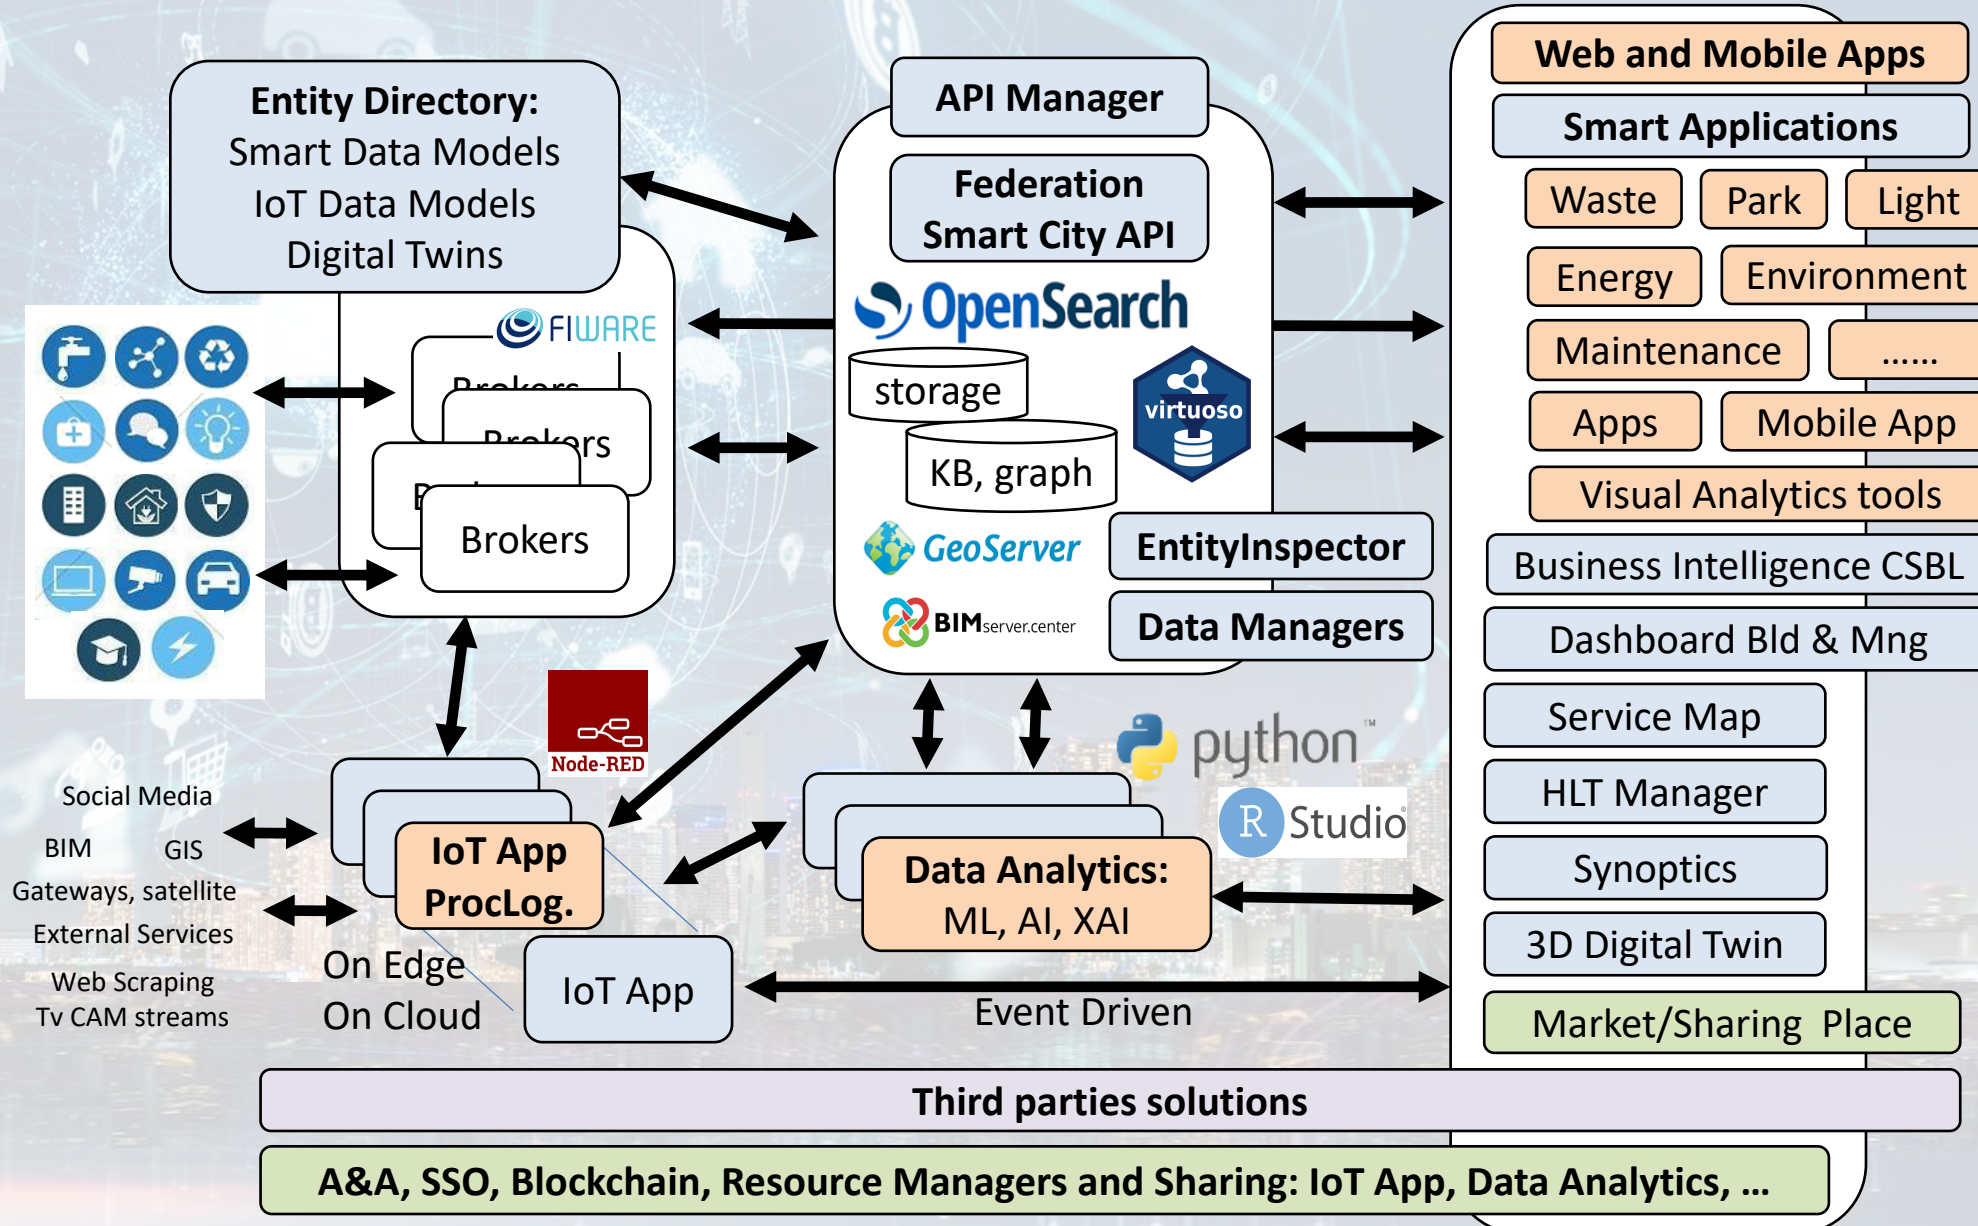 Entity Directory:
Smart Data Models
IoT Data Models
Digital Twins
FIWARE
Brokers
Brokers
Brokers
API Manager
Federation
Smart City API
OpenSearch
storage
virtuoso
KB, graph
GeoServer
EntityInspector
BIMserver.center
Data Managers
Node-RED
python™
R Studio®
Social Media
BIM GIS
Gateways, satellite
External Services
Web Scraping
Tv CAM streams
IoT App
ProcLog.
On Edge
On Cloud
IoT App
Data Analytics:
ML, AI, XAI
Event Driven
Web and Mobile Apps
Smart Applications
Waste Park Light
Energy Environment
Maintenance ......
Apps Mobile App
Visual Analytics tools
Business Intelligence CSBL
Dashboard Bld & Mng
Service Map
HLT Manager
Synoptics
3D Digital Twin
Market/Sharing Place
Third parties solutions
A&A, SSO, Blockchain, Resource Managers and Sharing: IoT App, Data Analytics, ...